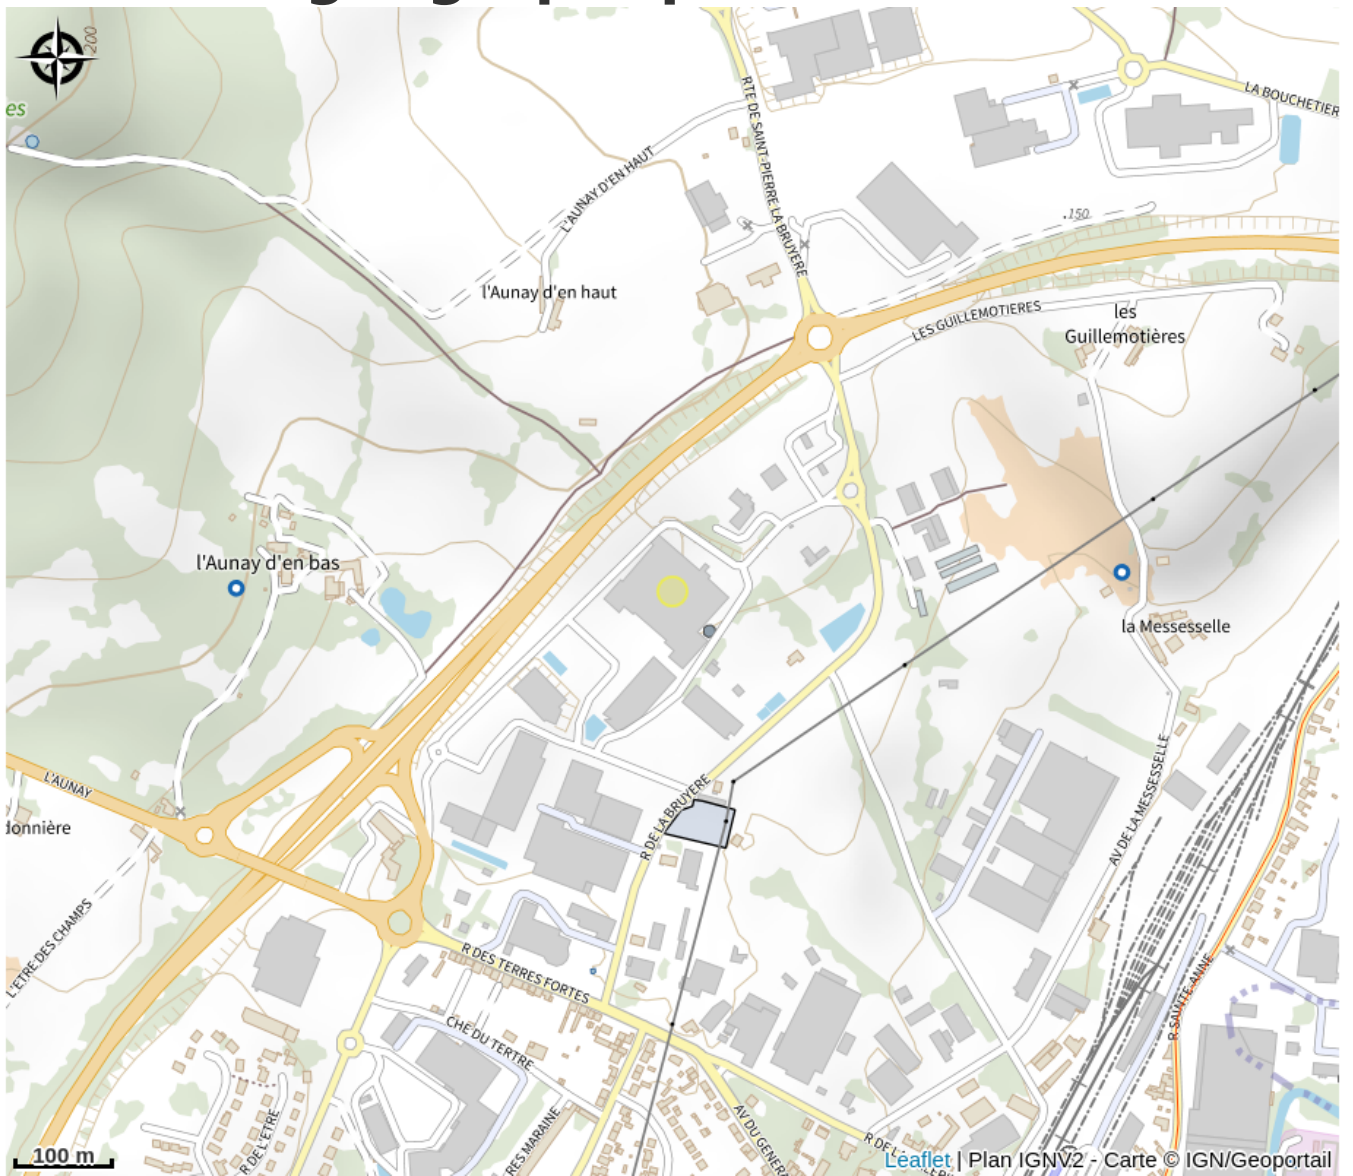 200
es
LA BOUCHETIER
RTE DE SAINT-PIERRE LA BRUYERE
L'AUNAY D'EN HAUT
.150
l'Aunay d'en haut
LES GUILLEMOTIERES
les
Guillemotières
l'Aunay d'en bas
la Messesselle
L'AUNAY
donnière
R DE LA BRUYERE
AV DE LA MESSESSELLE
L'ETRE DES CHAMPS
R DES TERRES FORTES
CHE DU TERTRE
R SAINTE-ANNE
R DE L'ETRE
RES MARAINE
AV DU GENER
R DE L
100 m
Leaflet | Plan IGNV2 - Carte © IGN/Geoportail